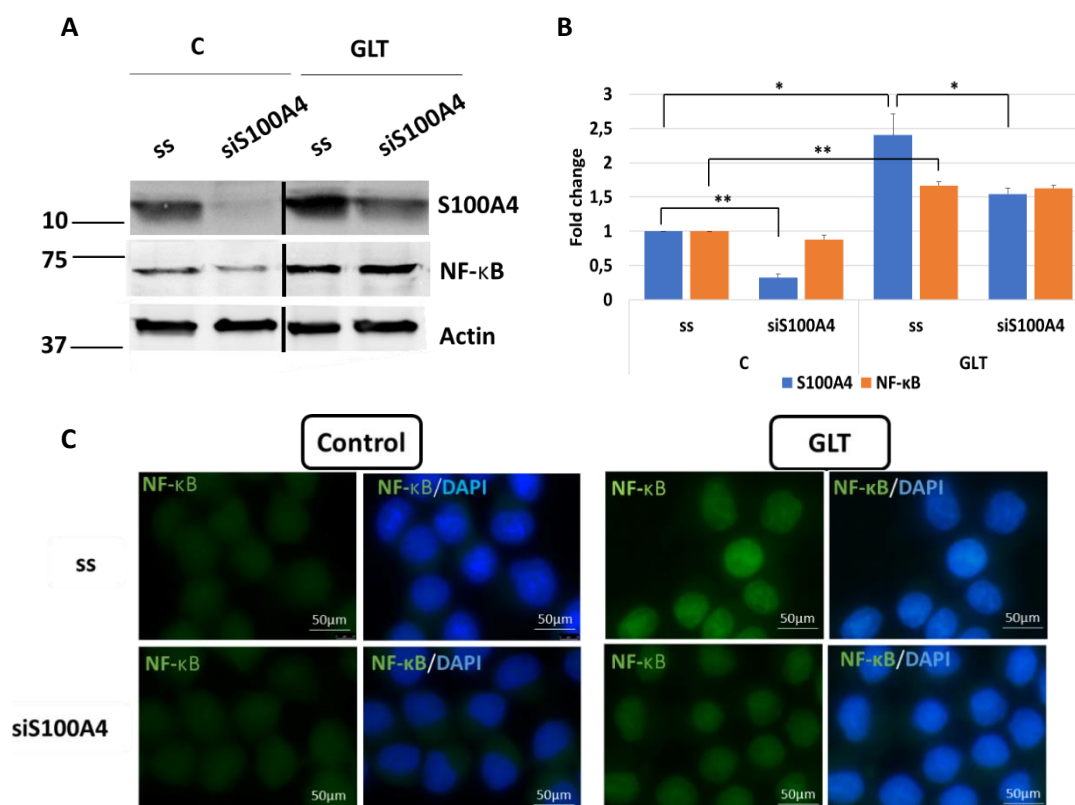 A
C GLT
ss siS100A4 ss siS100A4
S100A4
10
75
NF-κB
Actin
37
B
Fold change
3
2,5
2
1,5
1
0,5
0
* *
**
**
ss siS100A4 ss siS100A4
C GLT
S100A4 NF-κB
C
Control GLT
ss
NF-κB NF-κB/DAPI NF-κB NF-κB/DAPI
50µm 50µm 50µm 50µm
siS100A4
NF-κB NF-κB/DAPI NF-κB NF-κB/DAPI
50µm 50µm 50µm 50µm